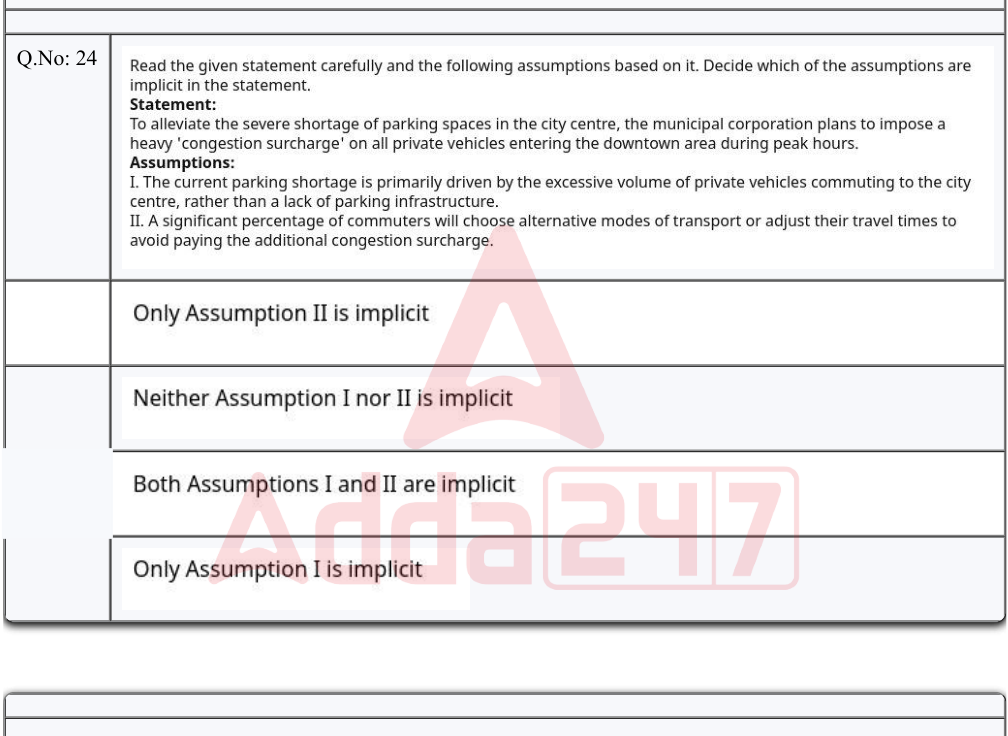 Q.No: 24
Read the given statement carefully and the following assumptions based on it. Decide which of the assumptions are
implicit in the statement.
Statement:
To alleviate the severe shortage of parking spaces in the city centre, the municipal corporation plans to impose a
heavy 'congestion surcharge' on all private vehicles entering the downtown area during peak hours.
Assumptions:
I. The current parking shortage is primarily driven by the excessive volume of private vehicles commuting to the city
centre, rather than a lack of parking infrastructure.
II. A significant percentage of commuters will choose alternative modes of transport or adjust their travel times to
avoid paying the additional congestion surcharge.
Only Assumption II is implicit
Neither Assumption I nor II is implicit
Both Assumptions I and II are implicit
Only Assumption I is implicit
Adda247